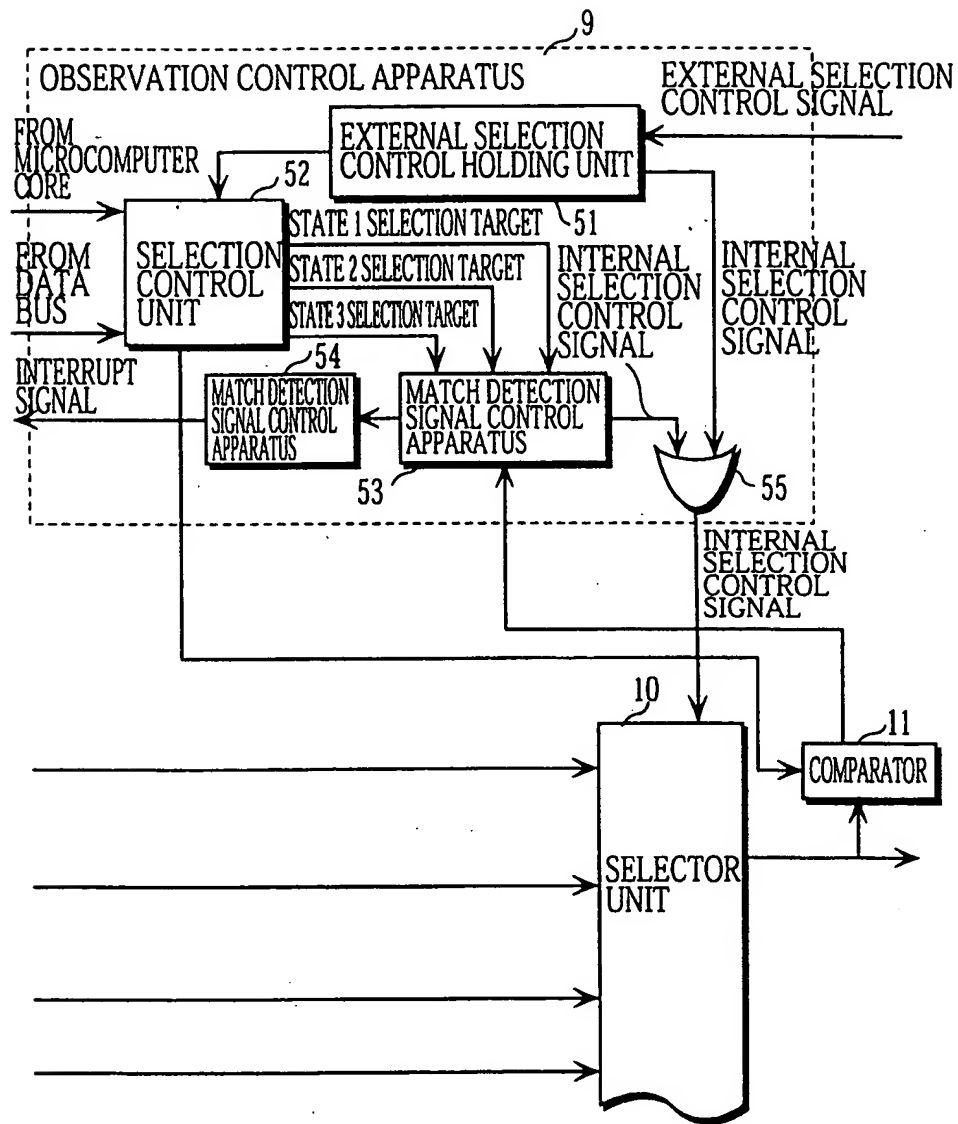 9
OBSERVATION CONTROL APPARATUS
EXTERNAL SELECTION
CONTROL SIGNAL
FROM
MICROCOMPUTER
CORE
EXTERNAL SELECTION
CONTROL HOLDING UNIT
51
52
SELECTION
CONTROL
UNIT
FROM
DATA
BUS
STATE 1 SELECTION TARGET
STATE 2 SELECTION TARGET
STATE 3 SELECTION TARGET
INTERNAL
SELECTION
CONTROL
SIGNAL
INTERNAL
SELECTION
CONTROL
SIGNAL
INTERRUPT
SIGNAL
54
MATCH DETECTION
SIGNAL CONTROL
APPARATUS
MATCH DETECTION
SIGNAL CONTROL
APPARATUS
53
55
INTERNAL
SELECTION
CONTROL
SIGNAL
10
SELECTOR
UNIT
11
COMPARATOR